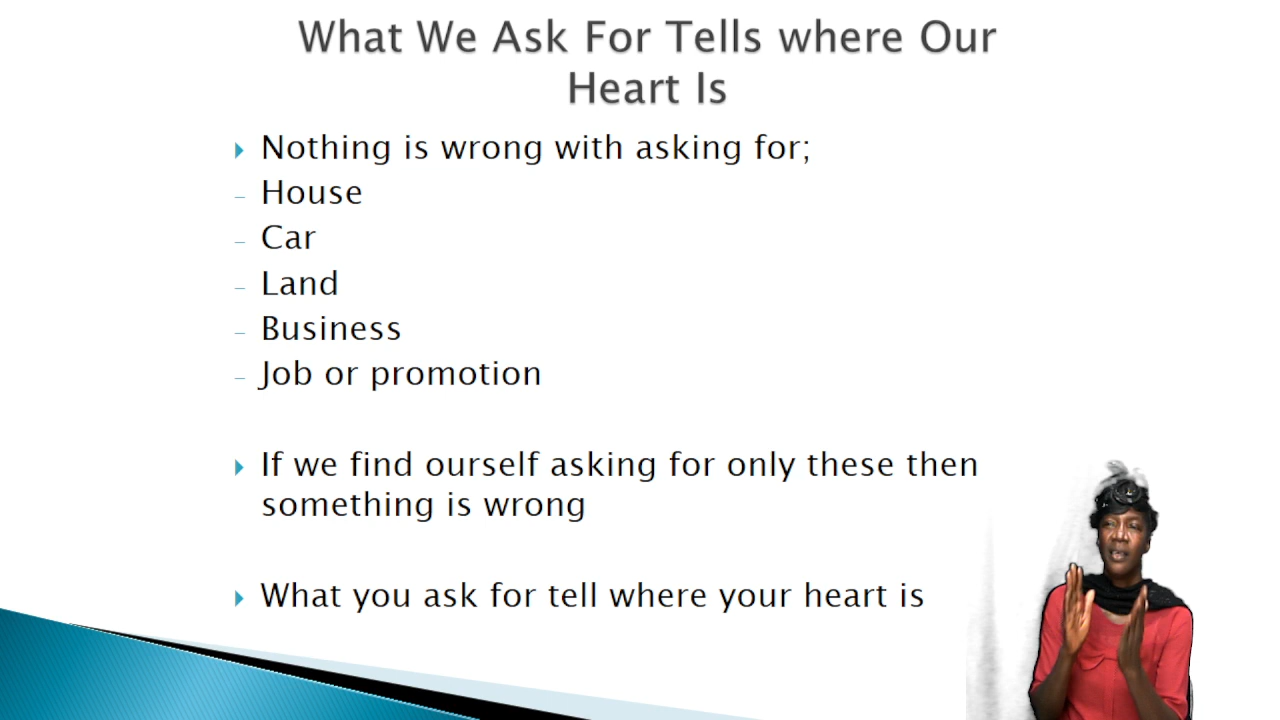 What We Ask For Tells where Our
Heart Is
Nothing is wrong with asking for;
– House
– Car
– Land
– Business
– Job or promotion
If we find ourself asking for only these then
something is wrong
What you ask for tell where your heart is